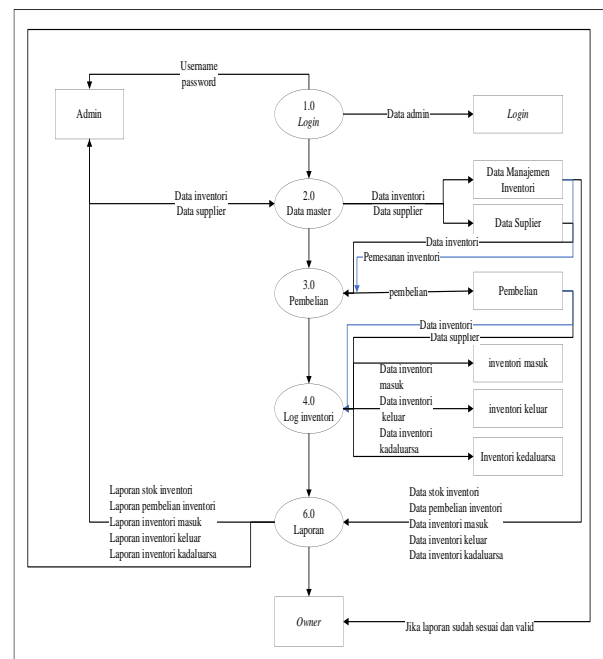 Username
password
Admin
1.0
Login
Data admin
Login
Data inventori
Data supplier
2.0
Data master
Data inventori
Data supplier
Data Manajemen
Inventori
Data Suplier
Data inventori
Pemesanan inventori
3.0
Pembelian
pembelian
Pembelian
Data inventori
Data supplier
4.0
Log inventori
Data inventori
masuk
Data inventori
keluar
Data inventori
kadaluarsa
inventori masuk
inventori keluar
Inventori kedaluarsa
Laporan stok inventori
Laporan pembelian inventori
Laporan inventori masuk
Laporan inventori keluar
Laporan inventori kadaluarsa
6.0
Laporan
Data stok inventori
Data pembelian inventori
Data inventori masuk
Data inventori keluar
Data inventori kadaluarsa
Owner
Jika laporan sudah sesuai dan valid